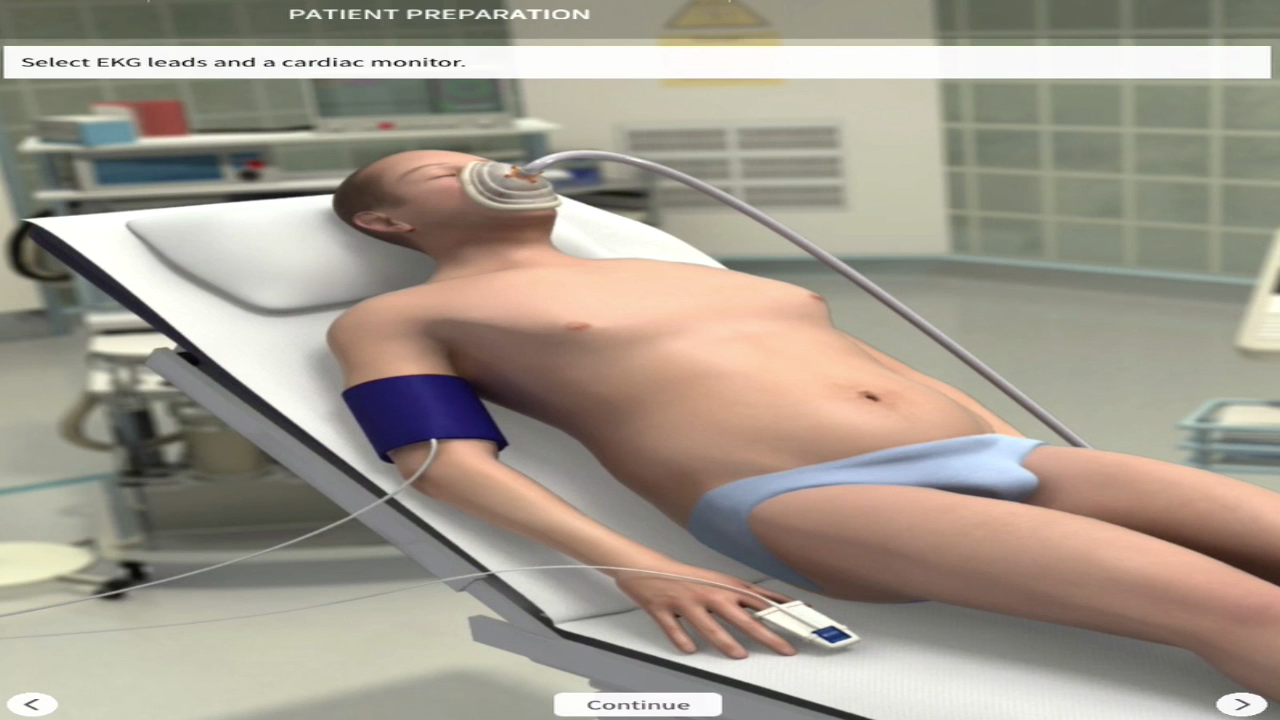 PATIENT PREPARATION
Select EKG leads and a cardiac monitor.
Continue